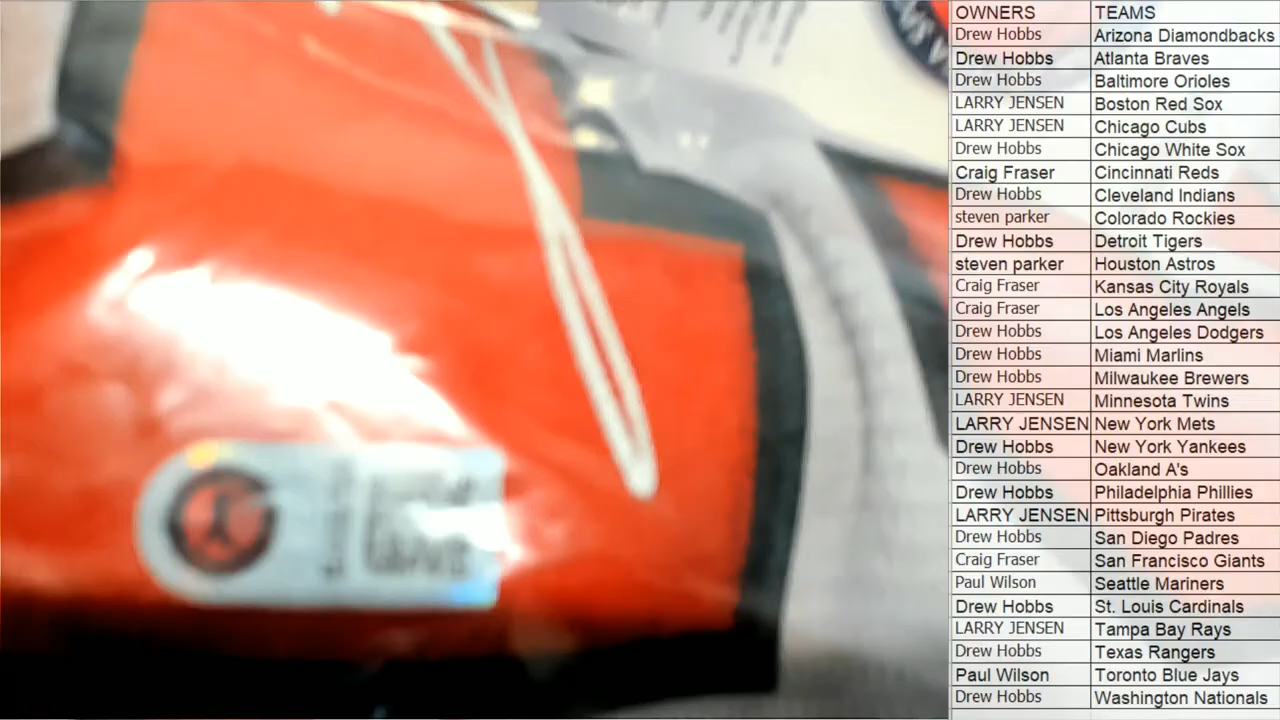 OWNERS TEAMS
Drew Hobbs Arizona Diamondbacks
Drew Hobbs Atlanta Braves
Drew Hobbs Baltimore Orioles
LARRY JENSEN Boston Red Sox
LARRY JENSEN Chicago Cubs
Drew Hobbs Chicago White Sox
Craig Fraser Cincinnati Reds
Drew Hobbs Cleveland Indians
steven parker Colorado Rockies
Drew Hobbs Detroit Tigers
steven parker Houston Astros
Craig Fraser Kansas City Royals
Craig Fraser Los Angeles Angels
Drew Hobbs Los Angeles Dodgers
Drew Hobbs Miami Marlins
Drew Hobbs Milwaukee Brewers
LARRY JENSEN Minnesota Twins
LARRY JENSEN New York Mets
Drew Hobbs New York Yankees
Drew Hobbs Oakland A's
Drew Hobbs Philadelphia Phillies
LARRY JENSEN Pittsburgh Pirates
Drew Hobbs San Diego Padres
Craig Fraser San Francisco Giants
Paul Wilson Seattle Mariners
Drew Hobbs St. Louis Cardinals
LARRY JENSEN Tampa Bay Rays
Drew Hobbs Texas Rangers
Paul Wilson Toronto Blue Jays
Drew Hobbs Washington Nationals